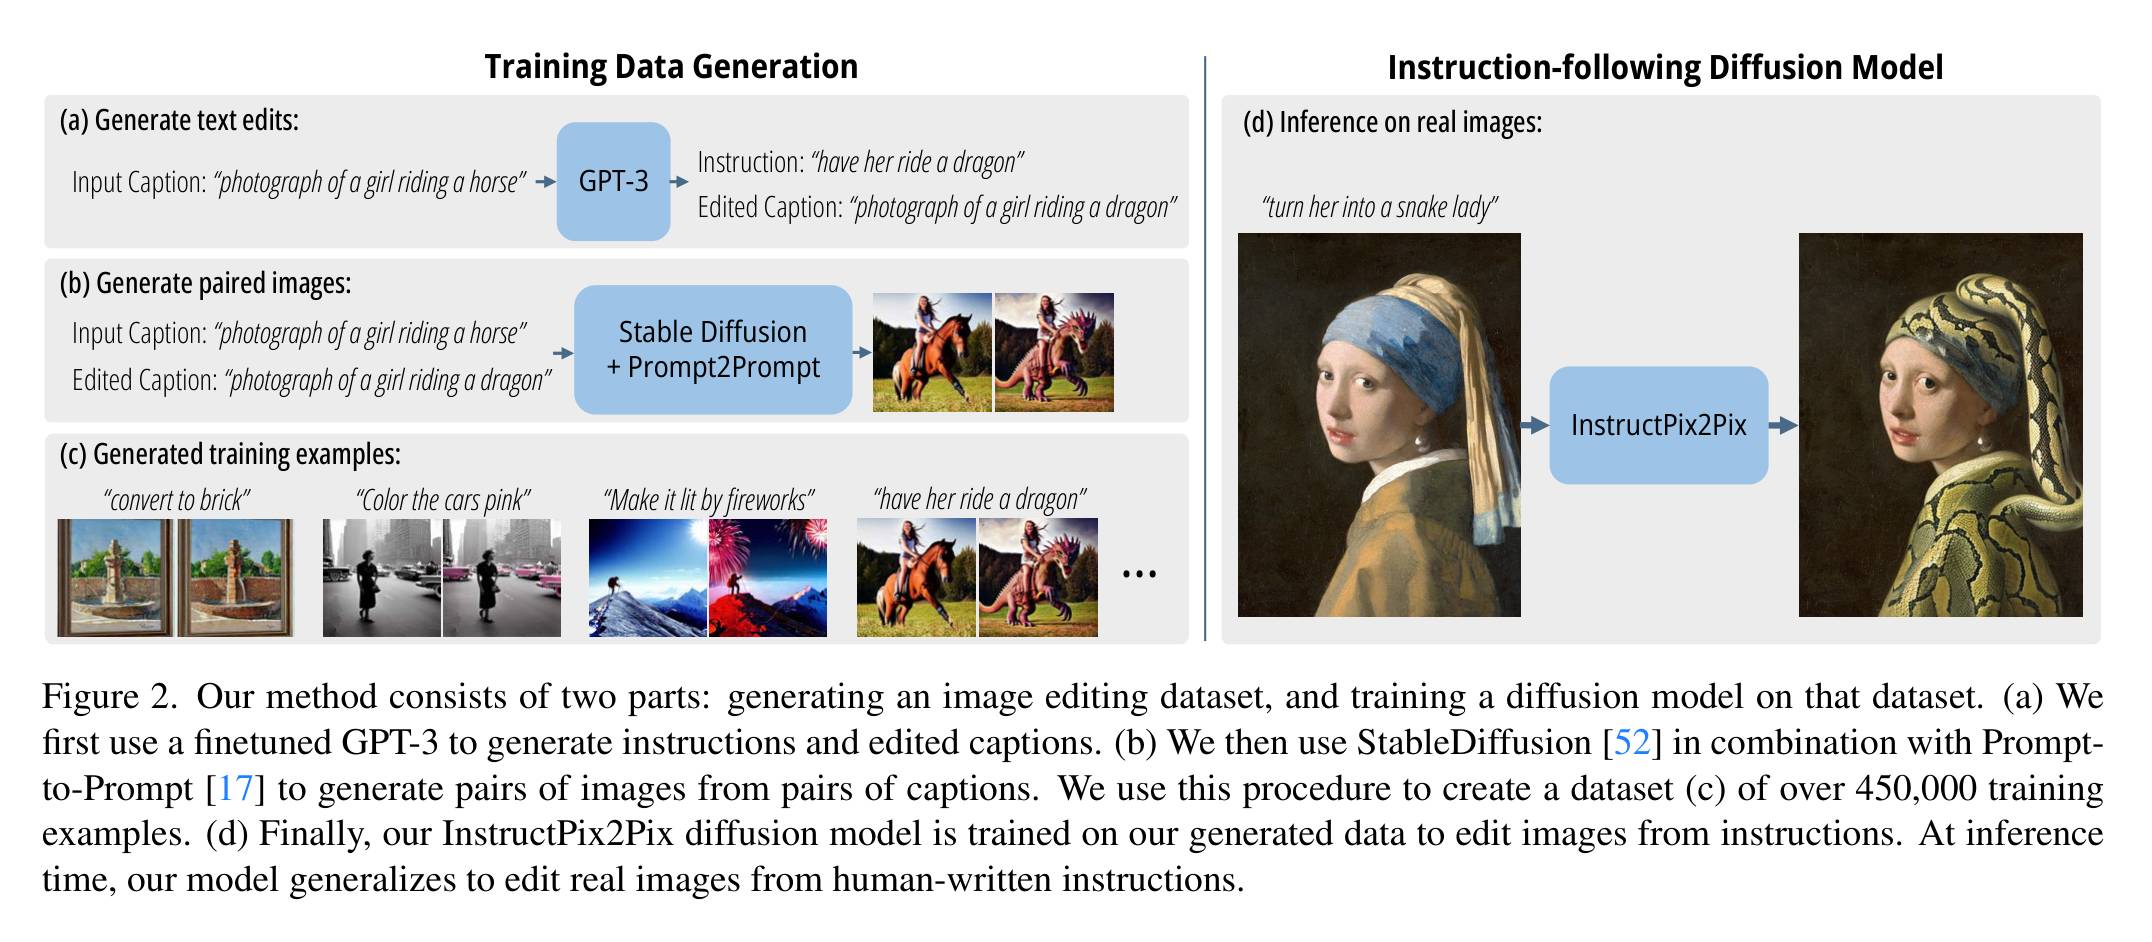 Training Data Generation
(a) Generate text edits:
Input Caption: “photograph of a girl riding a horse”
GPT-3
Instruction: “have her ride a dragon”
Edited Caption: “photograph of a girl riding a dragon”
(b) Generate paired images:
Input Caption: “photograph of a girl riding a horse”
Edited Caption: “photograph of a girl riding a dragon”
Stable Diffusion
+ Prompt2Prompt
(c) Generated training examples:
“convert to brick”
“Color the cars pink”
“Make it lit by fireworks”
“have her ride a dragon”
...
Instruction-following Diffusion Model
(d) Inference on real images:
“turn her into a snake lady”
InstructPix2Pix
Figure 2. Our method consists of two parts: generating an image editing dataset, and training a diffusion model on that dataset. (a) We
first use a finetuned GPT-3 to generate instructions and edited captions. (b) We then use StableDiffusion [52] in combination with Prompt-
to-Prompt [17] to generate pairs of images from pairs of captions. We use this procedure to create a dataset (c) of over 450,000 training
examples. (d) Finally, our InstructPix2Pix diffusion model is trained on our generated data to edit images from instructions. At inference
time, our model generalizes to edit real images from human-written instructions.